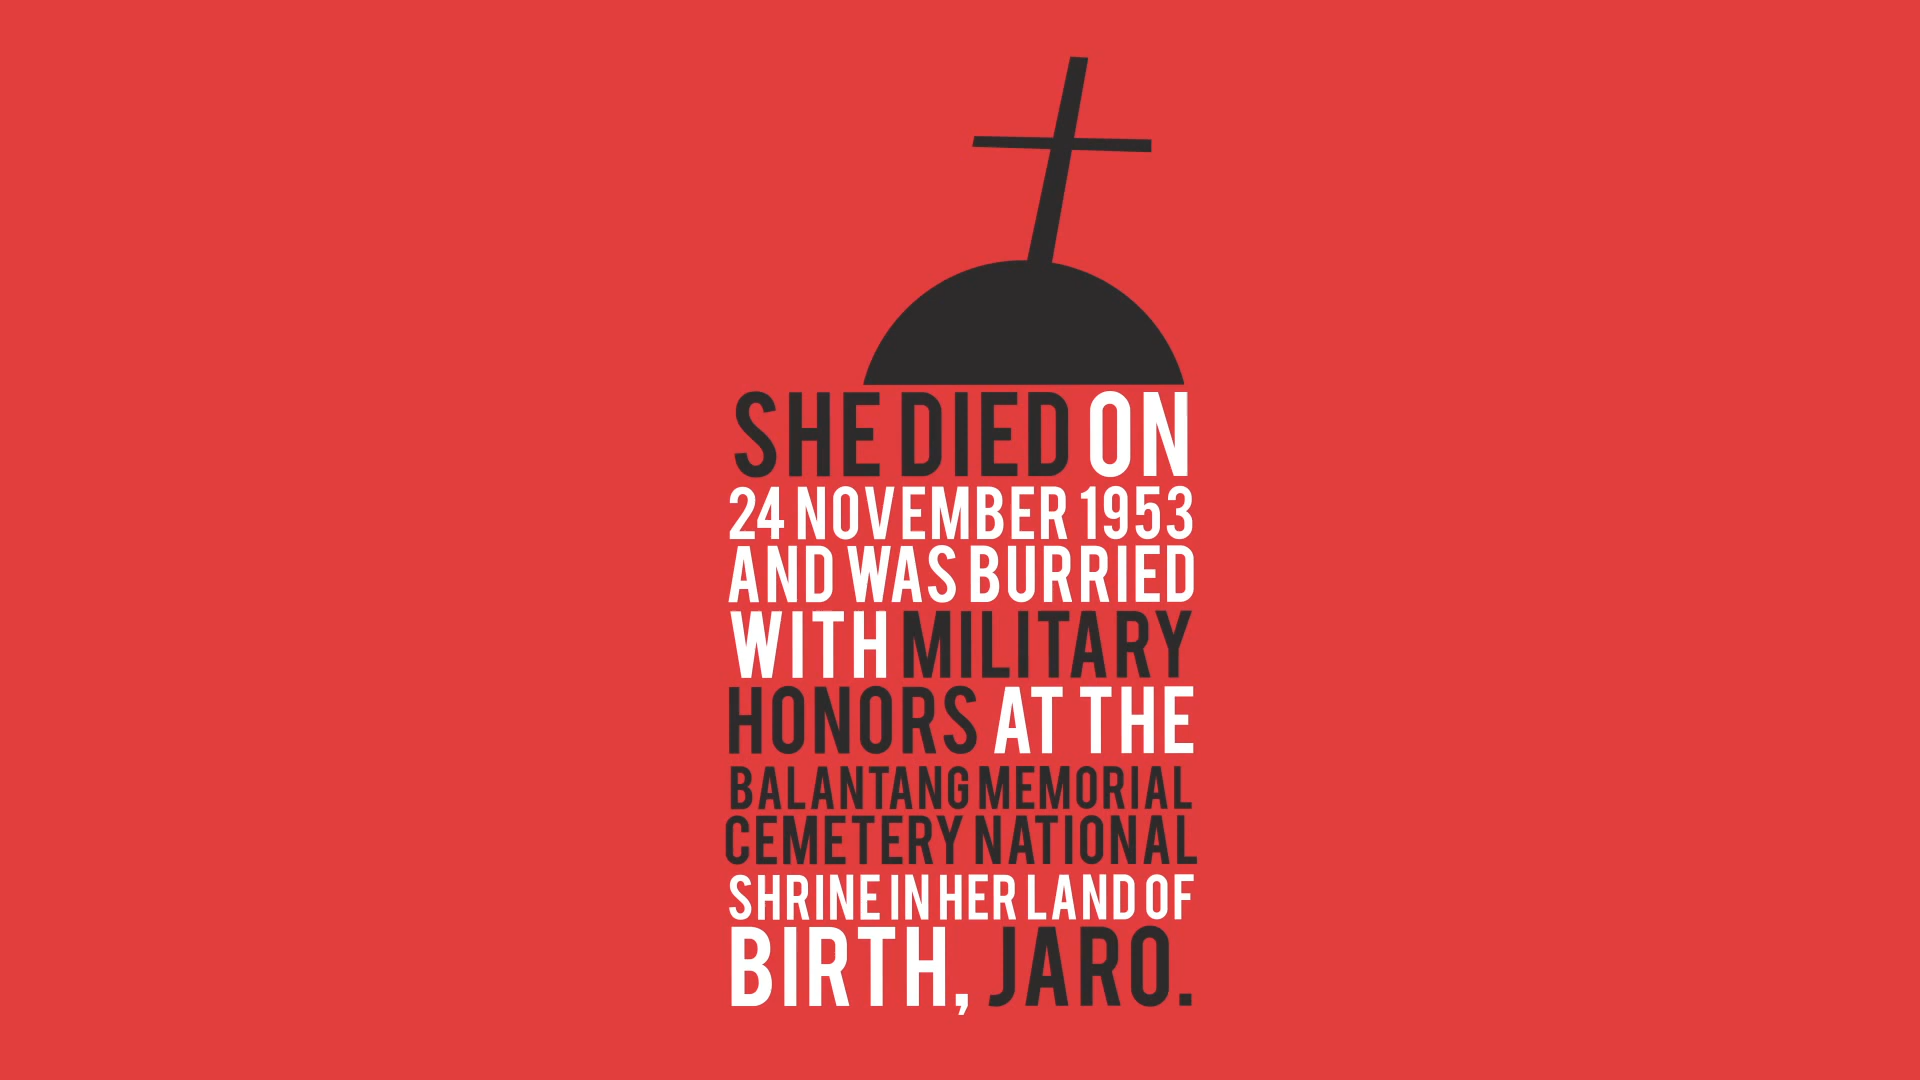 SHE DIED ON
24 NOVEMBER 1953
AND WAS BURRIED
WITH MILITARY
HONORS AT THE
BALANTANG MEMORIAL
CEMETERY NATIONAL
SHRINE IN HER LAND OF
BIRTH, JARO.